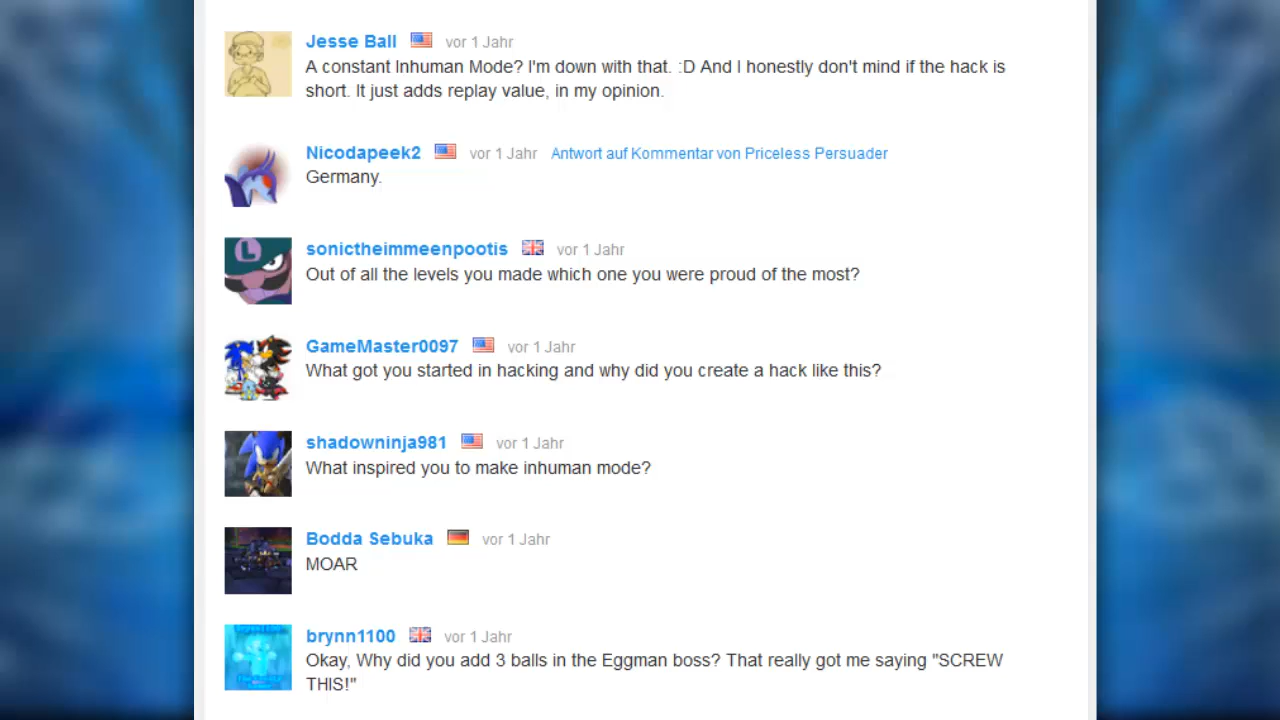 Jesse Ball vor 1 Jahr
A constant Inhuman Mode? I'm down with that. :D And I honestly don't mind if the hack is
short. It just adds replay value, in my opinion.
Nicodapeek2 vor 1 Jahr Antwort auf Kommentar von Priceless Persuader
Germany.
L
sonictheimmeenpootis vor 1 Jahr
Out of all the levels you made which one you were proud of the most?
GameMaster0097 vor 1 Jahr
What got you started in hacking and why did you create a hack like this?
shadowninja981 vor 1 Jahr
What inspired you to make inhuman mode?
Bodda Sebuka vor 1 Jahr
MOAR
brynn1100 vor 1 Jahr
Okay, Why did you add 3 balls in the Eggman boss? That really got me saying "SCREW
THIS!"